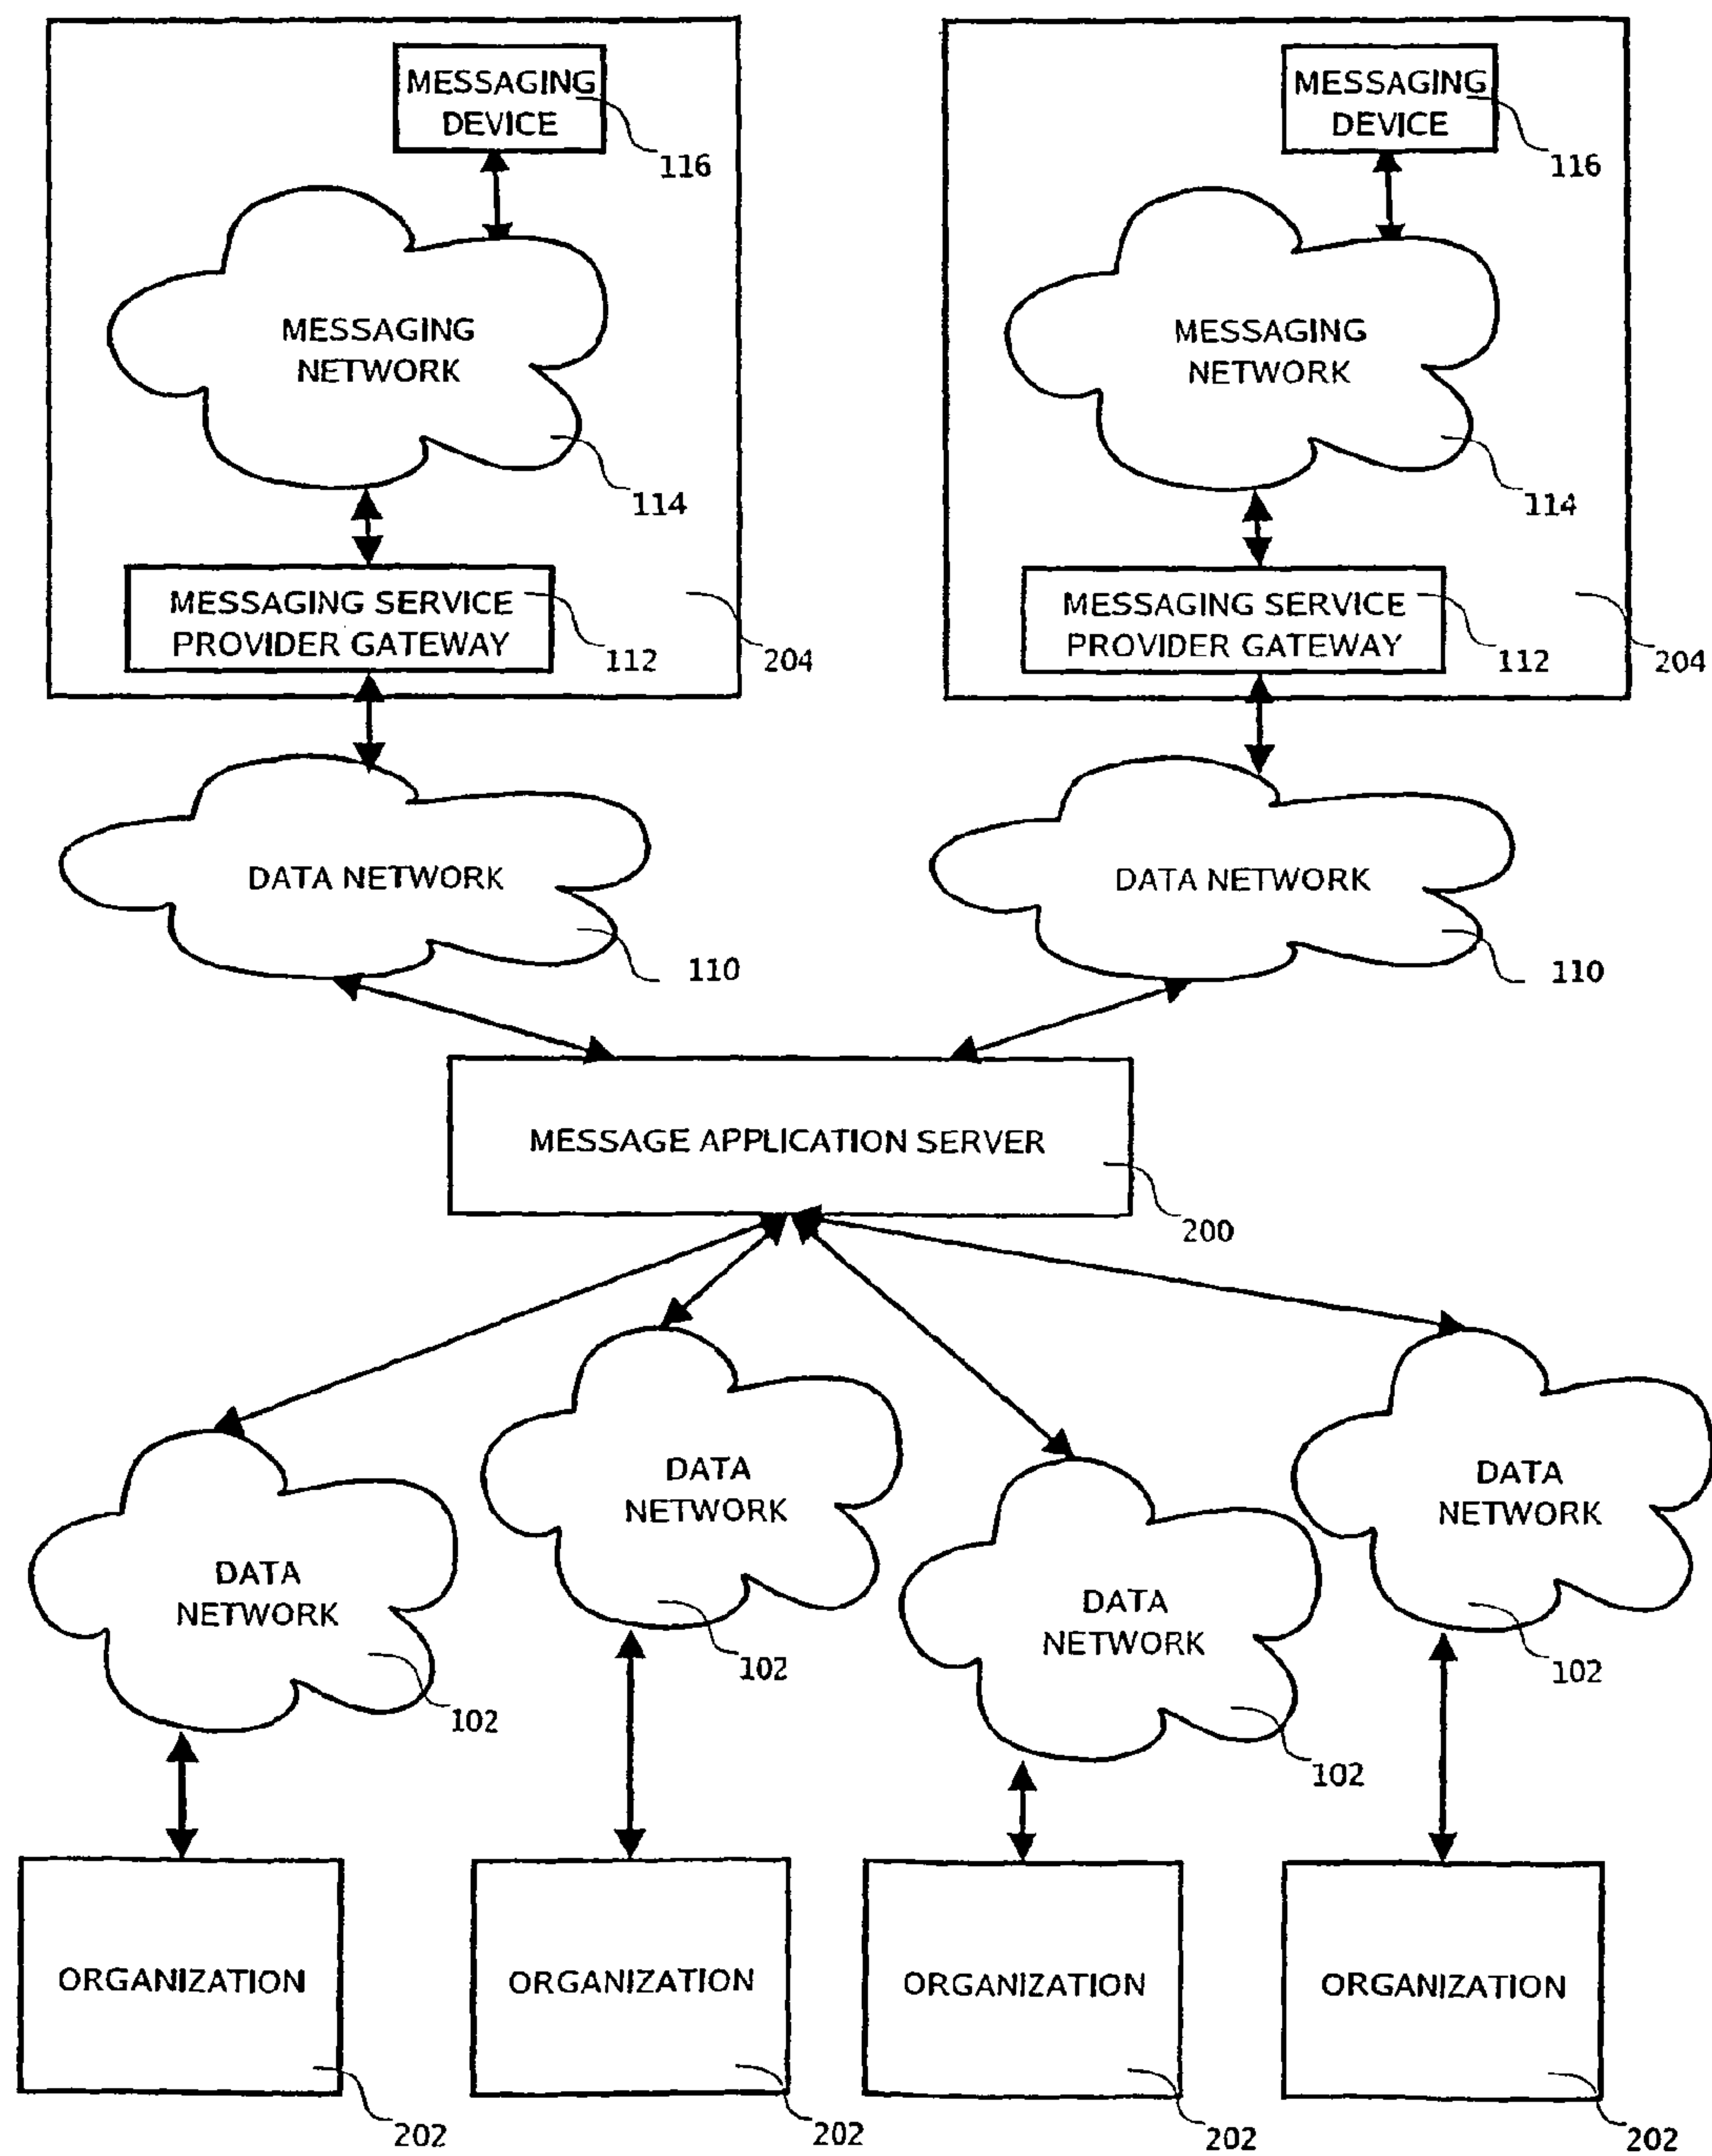 MESSAGING
DEVICE
116
MESSAGING
DEVICE
116
MESSAGING
NETWORK
114
MESSAGING
NETWORK
114
MESSAGING SERVICE
PROVIDER GATEWAY
112
204
MESSAGING SERVICE
PROVIDER GATEWAY
112
204
DATA NETWORK
110
DATA NETWORK
110
MESSAGE APPLICATION SERVER
200
DATA
NETWORK
102
DATA
NETWORK
102
DATA
NETWORK
102
DATA
NETWORK
102
ORGANIZATION
202
ORGANIZATION
202
ORGANIZATION
202
ORGANIZATION
202